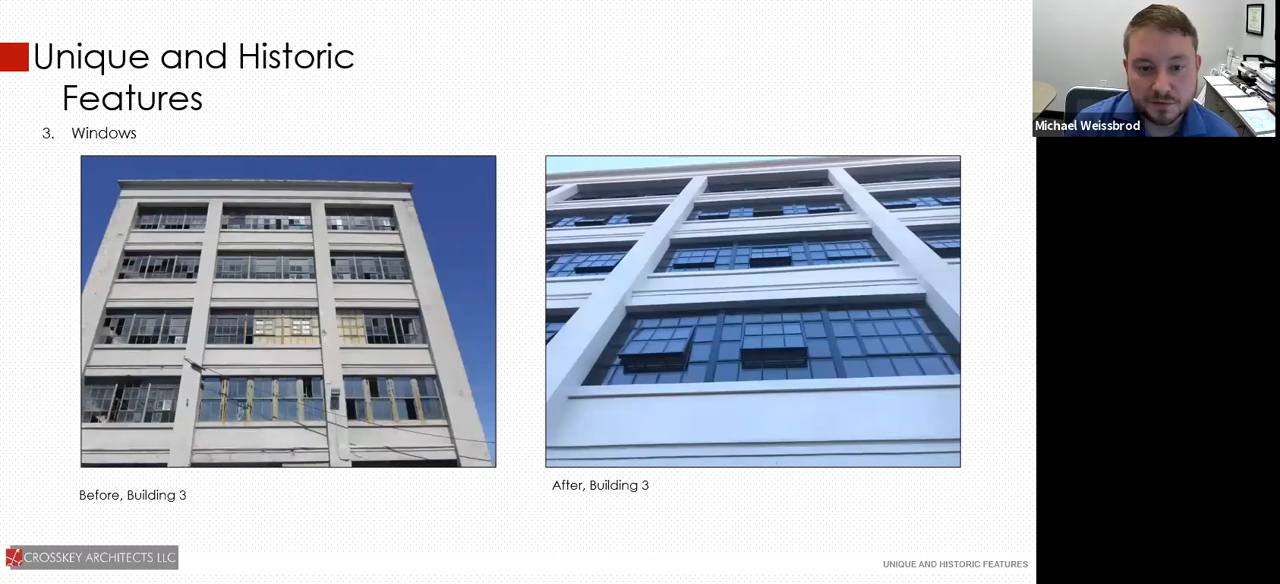 Unique and Historic
Features
3. Windows
Michael Weissbrod
Before, Building 3
After, Building 3
CROSSKEY ARCHITECTS LLC
UNIQUE AND HISTORIC FEATURES